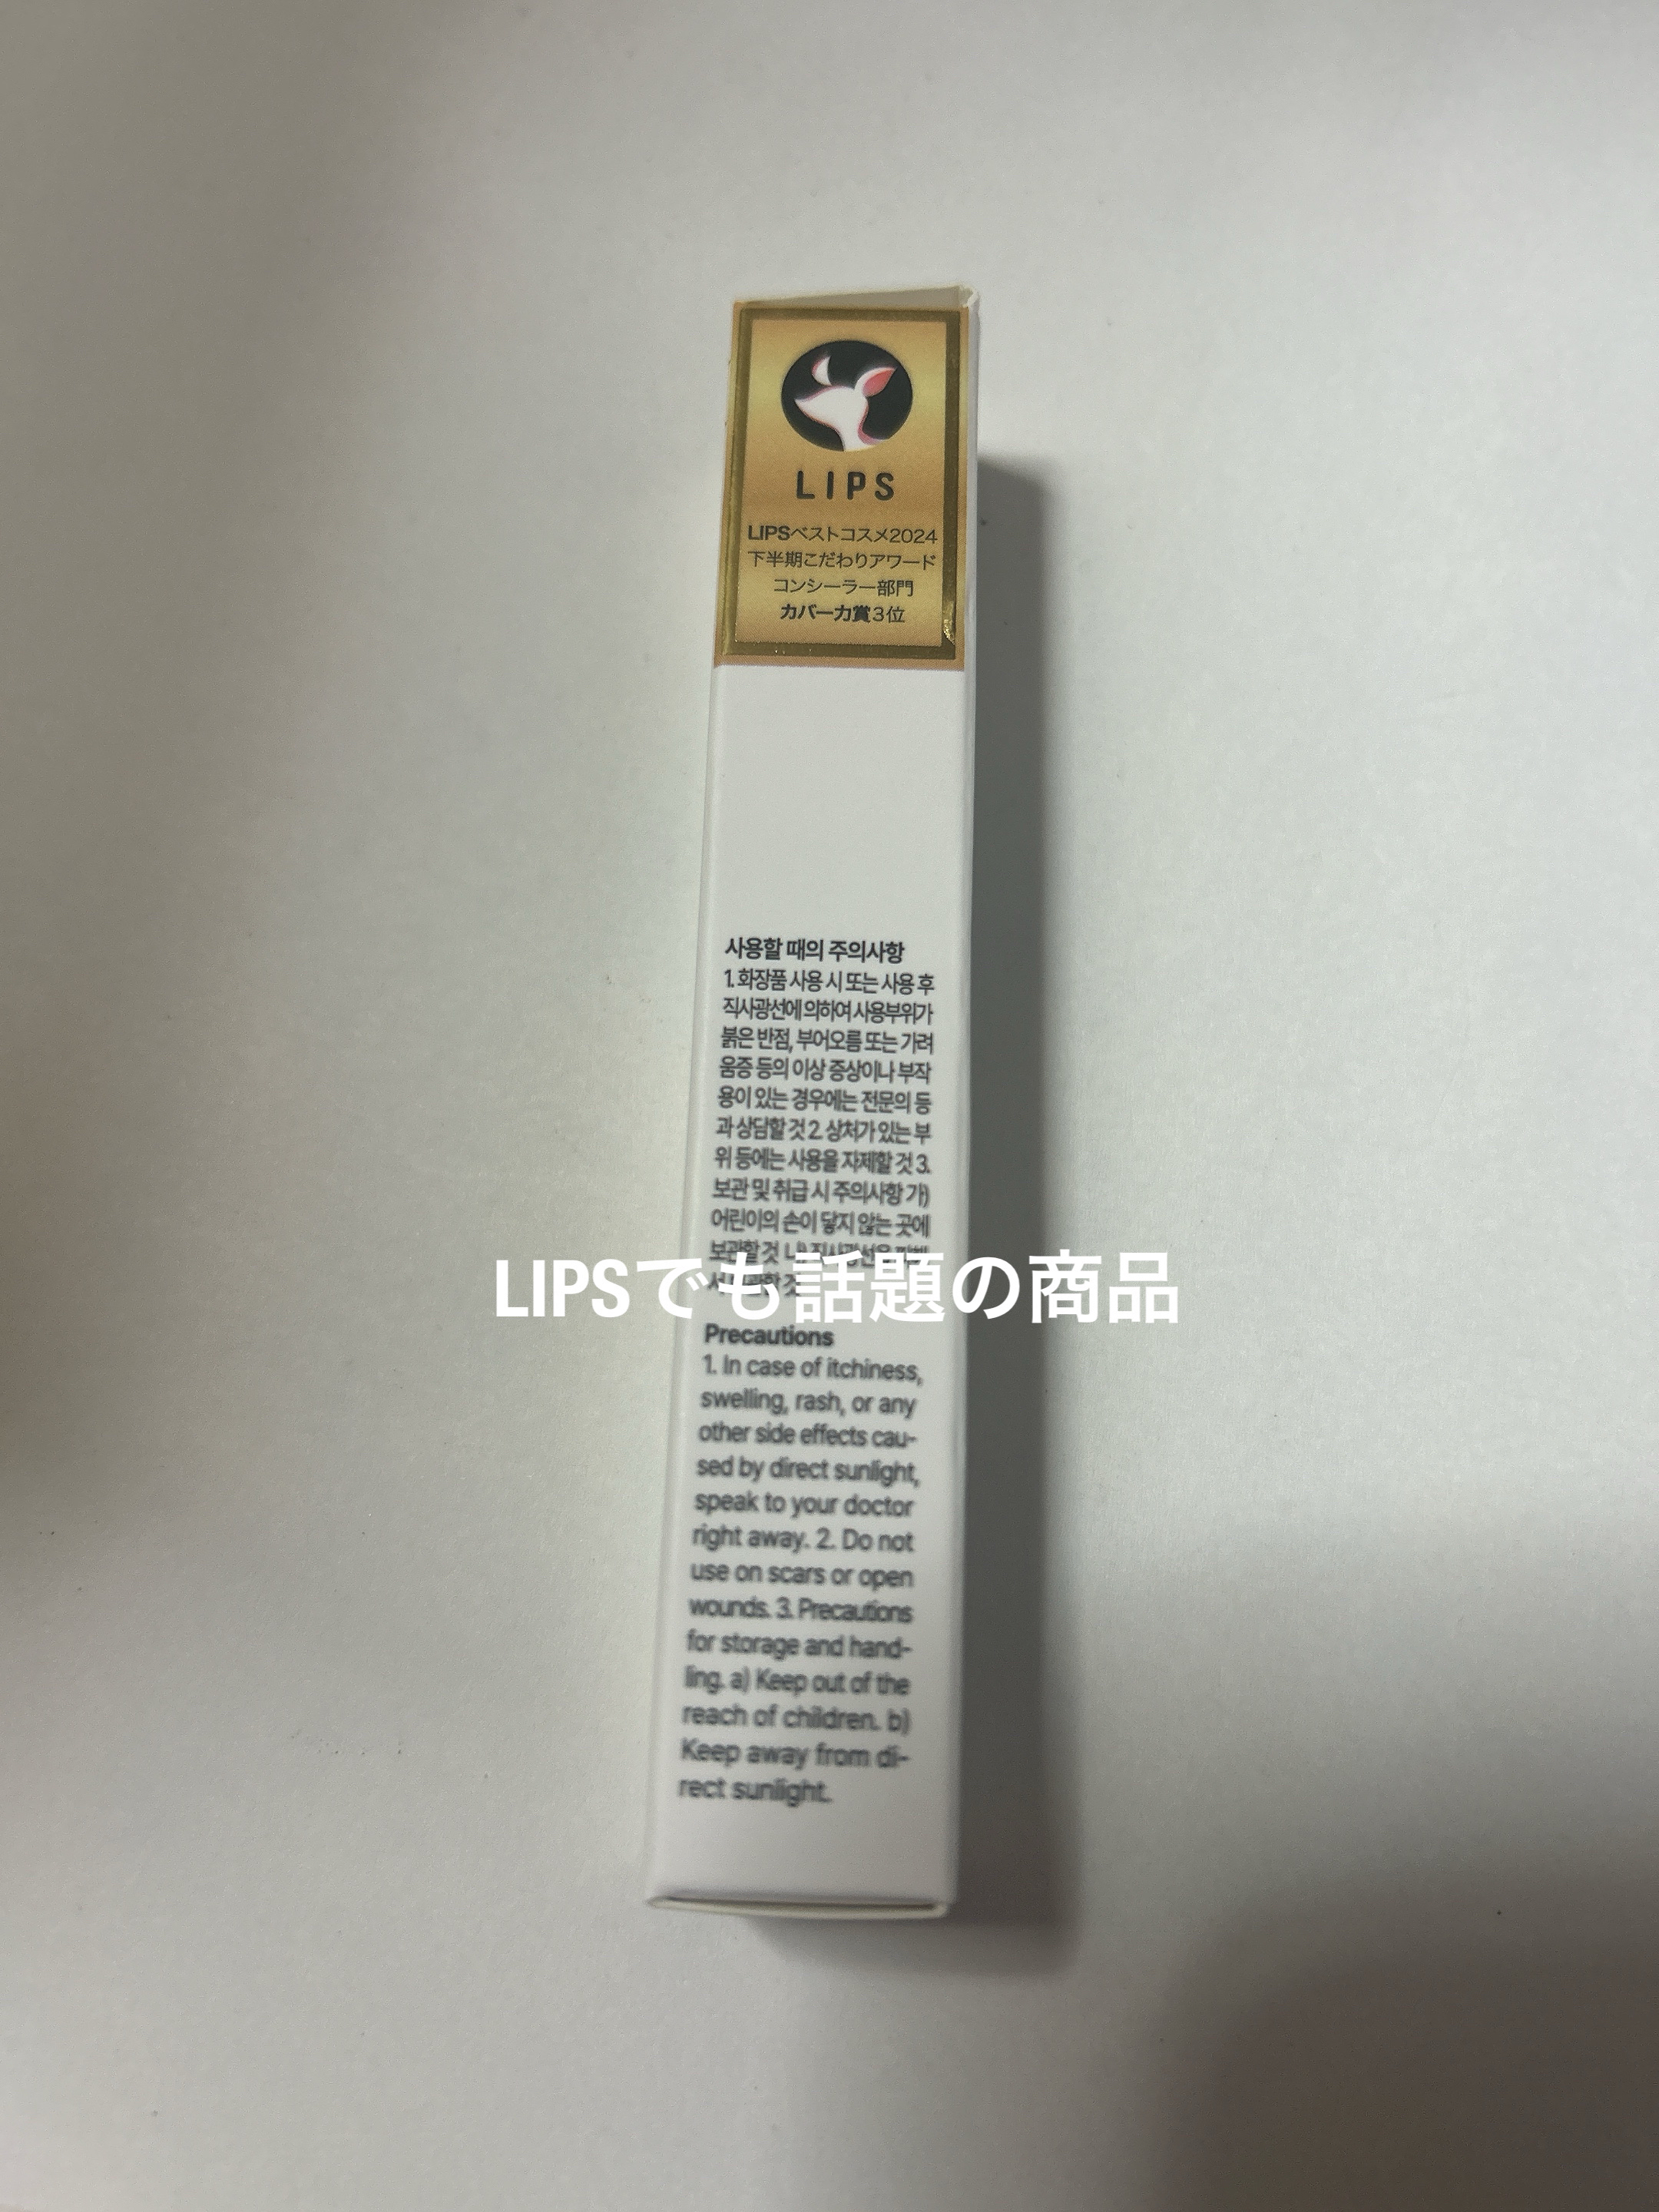 LIPS
LIPSベストコスメ2024
下半期こだわりアワード
コンシーラー部門
カバー力賞3位
사용할 때의 주의사항
1. 화장품 사용 시 또는 사용 후
직사광선에 의하여 사용부위가
붉은 반점, 부어오름 또는 가려
움증 등의 이상 증상이나 부작
용이 있는 경우에는 전문의 등
과 상담할 것 2. 상처가 있는 부
위 등에는 사용을 자제할 것 3.
보관 및 취급 시 주의사항 가)
어린이의 손이 닿지 않는 곳에
보관할 것 나) 직사광선을
LIPSでも話題の商品
Precautions
1. In case of itchiness,
swelling, rash, or any
other side effects cau-
sed by direct sunlight,
speak to your doctor
right away. 2. Do not
use on scars or open
wounds. 3. Precautions
for storage and hand-
ling. a) Keep out of the
reach of children. b)
Keep away from di-
rect sunlight.